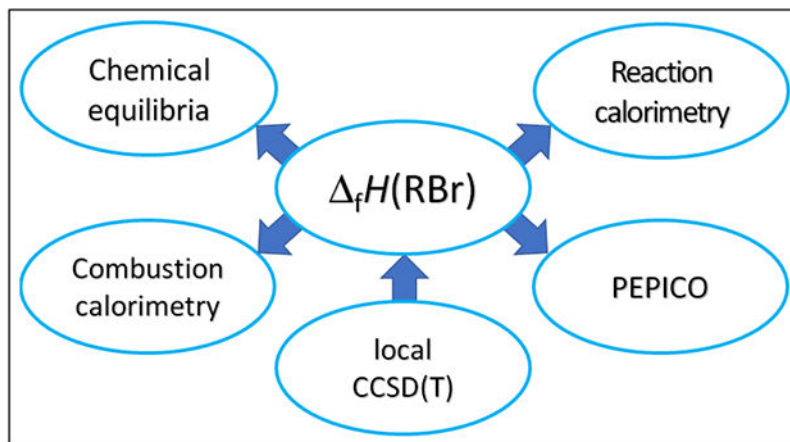 Chemical
equilibria
Reaction
calorimetry
ΔfH(RBr)
Combustion
calorimetry
PEPICO
local
CCSD(T)